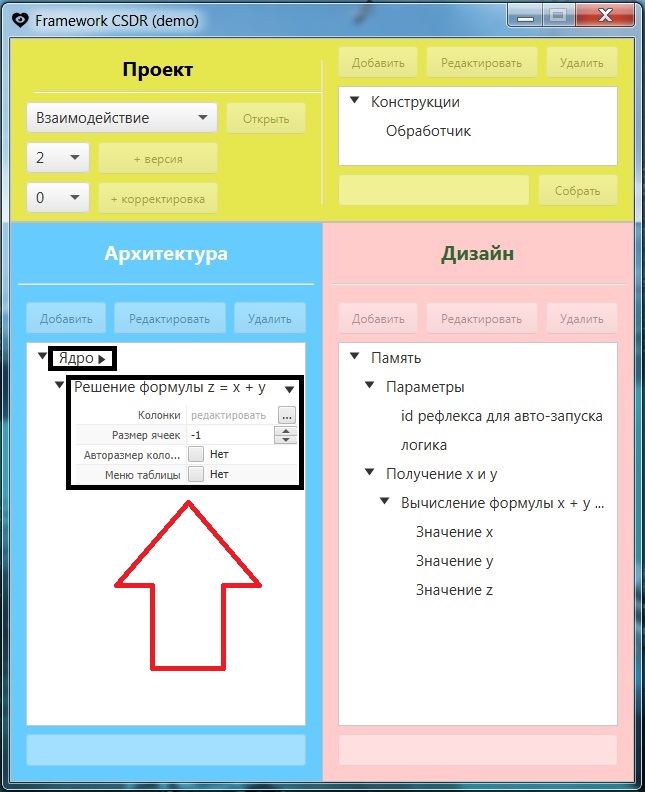 Framework CSDR (demo)
Проект
Взаимодействие
Открыть
2
+ версия
0
+ корректировка
Добавить
Редактировать
Удалить
Конструкции
Обработчик
Собрать
Архитектура
Добавить
Редактировать
Удалить
Ядро
Решение формулы z = x + y
Колонки редактировать ...
Размер ячеек -1
Авторазмер коло... Нет
Меню таблицы Нет
Дизайн
Добавить
Редактировать
Удалить
Память
Параметры
id рефлекса для авто-запуска
логика
Получение x и y
Вычисление формулы x + y ...
Значение x
Значение y
Значение z